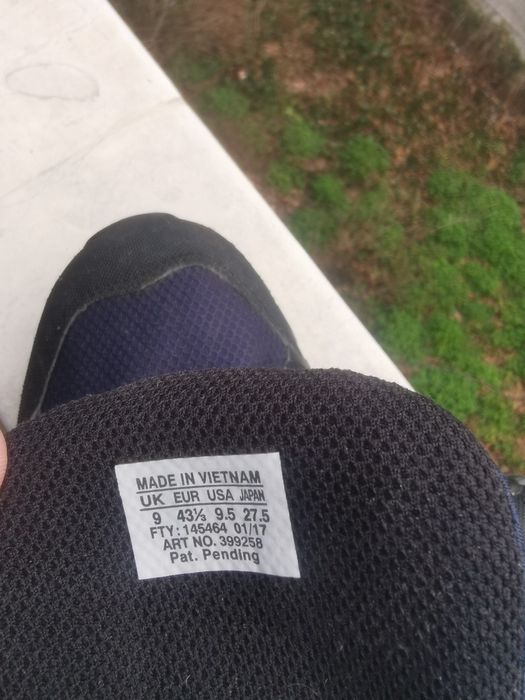 MADE IN VIETNAM
UK EUR USA JAPAN
9 43⅓ 9.5 27.5
FTY: 145464 01/17
ART NO. 399258
Pat. Pending